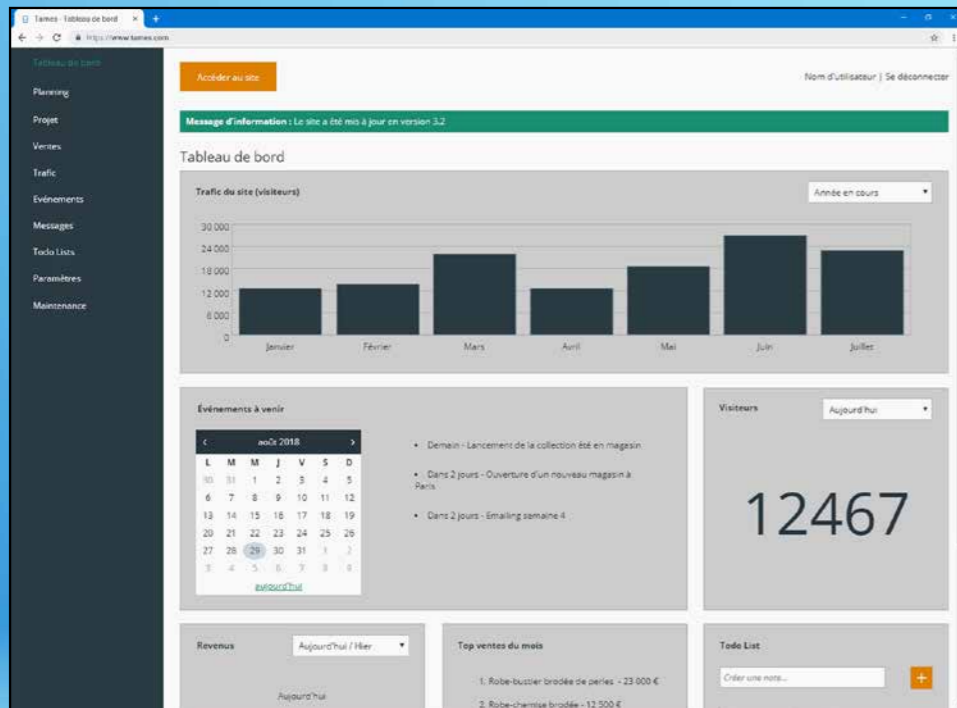 Tames - Tableau de bord
https://www.tames.com
Tableau de bord
Planning
Projet
Ventes
Trafic
Evénements
Messages
Todo Lists
Paramètres
Maintenance
Accéder au site
Nom d'utilisateur | Se déconnecter
Message d'information : Le site a été mis à jour en version 3.2
Tableau de bord
Trafic du site (visiteurs)
Année en cours
30 000
24 000
18 000
12 000
6 000
0
Janvier Février Mars Avril Mai Juin Juillet
Événements à venir
août 2018
L M M J V S D
30 31 1 2 3 4 5
6 7 8 9 10 11 12
13 14 15 16 17 18 19
20 21 22 23 24 25 26
27 28 29 30 31 1 2
3 4 5 6 7 8 9
aujourd'hui
• Demain - Lancement de la collection été en magasin
• Dans 2 jours - Ouverture d'un nouveau magasin à
Paris
• Dans 2 jours - Emailing semaine 4
Visiteurs
Aujourd'hui
12467
Revenus
Aujourd'hui / Hier
Aujourd'hui
Top ventes du mois
1. Robe-bustier brodée de perles - 23 000 €
2. Robe-chemise brodée - 12 500 €
Todo List
Créer une note...
+